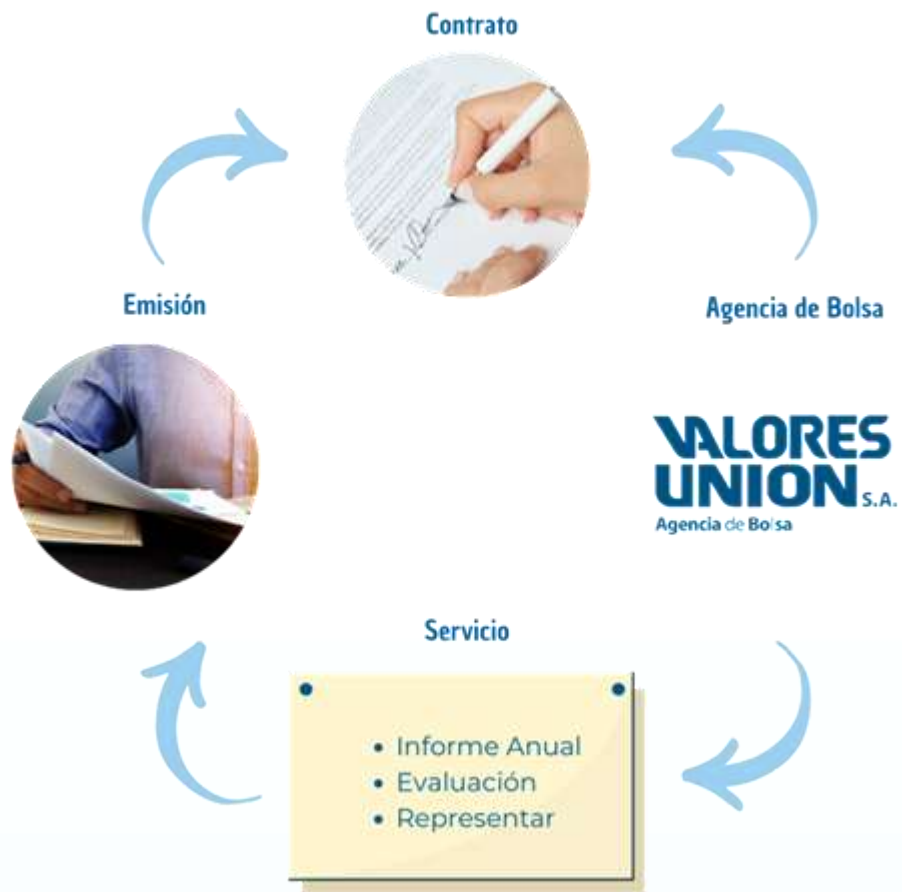 Contrato
Emisión
Agencia de Bolsa
VALORES
UNION S.A.
Agencia de Bolsa
Servicio
• Informe Anual
• Evaluación
• Representar